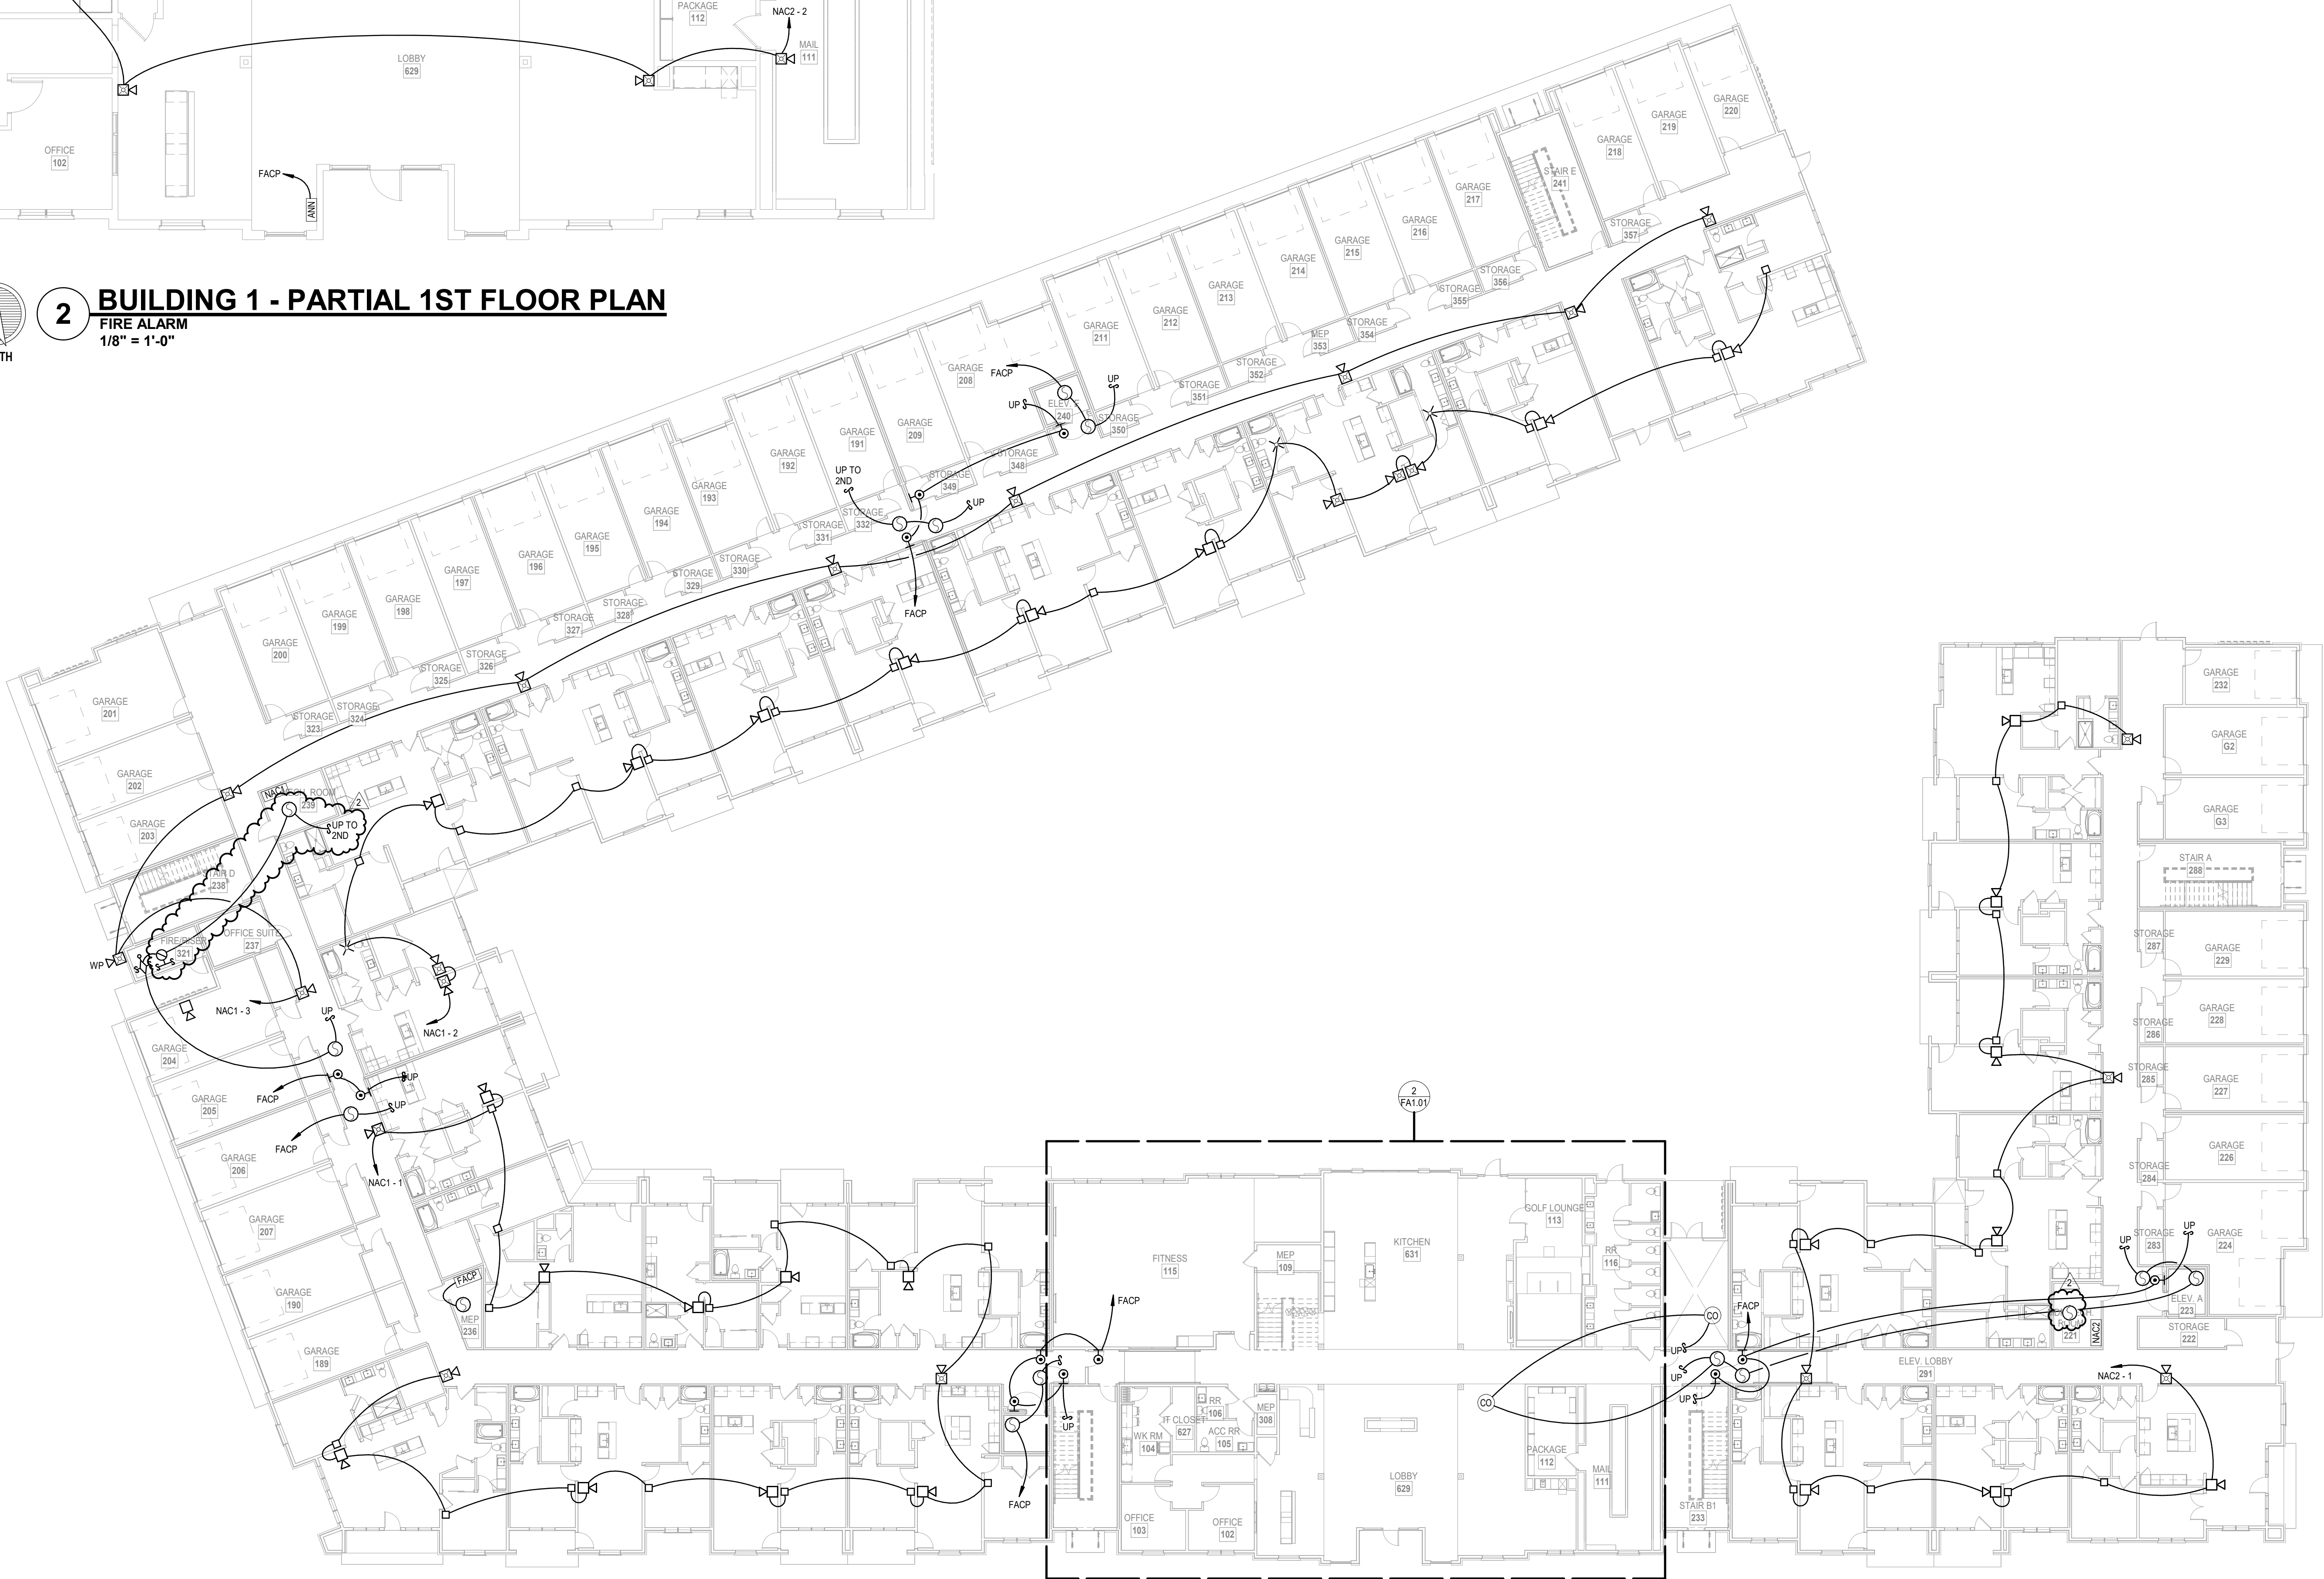 PACKAGE
112
NAC2 - 2
MAIL
111
LOBBY
629
OFFICE
102
FACP
ANN
TH
2
BUILDING 1 - PARTIAL 1ST FLOOR PLAN
FIRE ALARM
1/8" = 1'-0"
GARAGE
220
GARAGE
219
GARAGE
218
STAIR E
241
GARAGE
217
GARAGE
216
GARAGE
215
GARAGE
214
GARAGE
213
GARAGE
212
GARAGE
211
STORAGE
357
STORAGE
356
STORAGE
355
STORAGE
354
MEP
353
STORAGE
352
STORAGE
351
STORAGE
350
GARAGE
208
FACP
UP
UP
ELEV. E
240
GARAGE
209
GARAGE
191
GARAGE
192
STORAGE
348
STORAGE
349
UP TO
2ND
UP
STORAGE
332
STORAGE
331
FACP
GARAGE
193
GARAGE
194
GARAGE
195
GARAGE
196
GARAGE
197
GARAGE
198
GARAGE
199
GARAGE
200
STORAGE
330
STORAGE
329
STORAGE
328
STORAGE
327
STORAGE
326
STORAGE
325
STORAGE
324
STORAGE
323
GARAGE
201
GARAGE
202
GARAGE
203
NAC1
ROOM
239
2
UP TO
2ND
STAIR D
238
OFFICE SUITE
237
FIRE/RISER
321
WP
NAC1 - 3
UP
NAC1 - 2
GARAGE
204
GARAGE
205
FACP
UP
UP
FACP
GARAGE
206
NAC1 - 1
GARAGE
207
GARAGE
190
GARAGE
189
FACP
MEP
236
2
FA1.01
FITNESS
115
MEP
109
KITCHEN
631
GOLF LOUNGE
113
RR
116
FACP
UP
FACP
WK RM
104
IT CLOSET
627
RR
106
ACC RR
105
MEP
308
OFFICE
103
OFFICE
102
LOBBY
629
PACKAGE
112
MAIL
111
CO
CO
UP
UP
UP
FACP
STAIR B1
233
ELEV. LOBBY
291
NAC2 - 1
GARAGE
232
GARAGE
G2
GARAGE
G3
STAIR A
288
STORAGE
287
GARAGE
229
GARAGE
228
STORAGE
286
STORAGE
285
GARAGE
227
GARAGE
226
STORAGE
284
STORAGE
283
GARAGE
224
UP
UP
2
ELEV. A
223
ROOM
221
NAC2
STORAGE
222